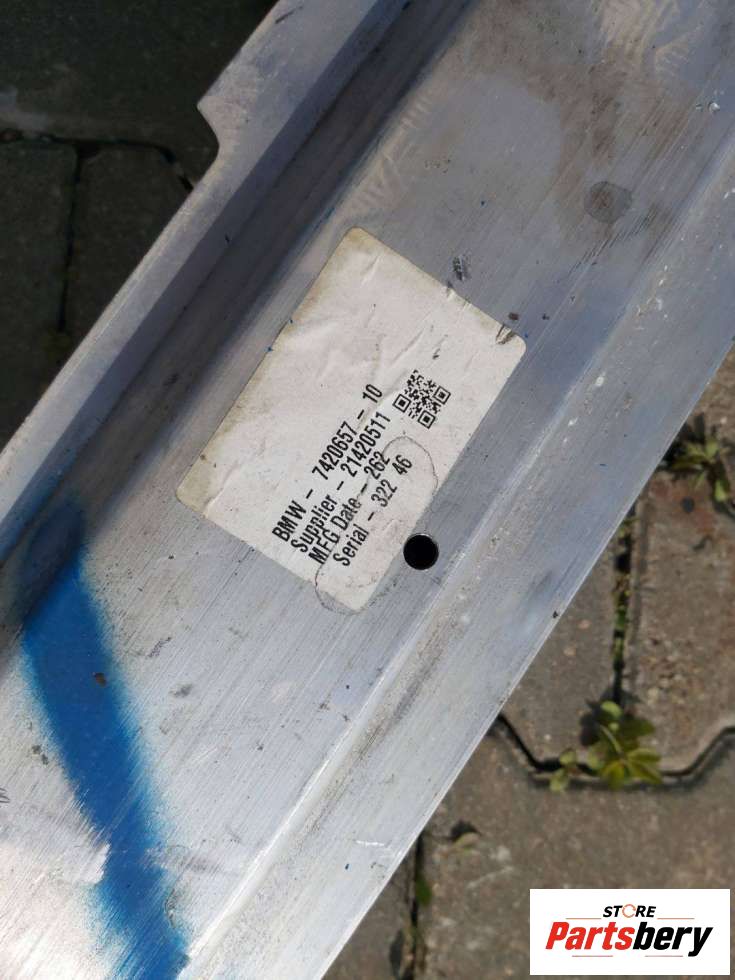 BMW - 7420657 - 10
Supplier - 21420511
MFG Date - 262
Serial - 322 46
STORE
Partsbery